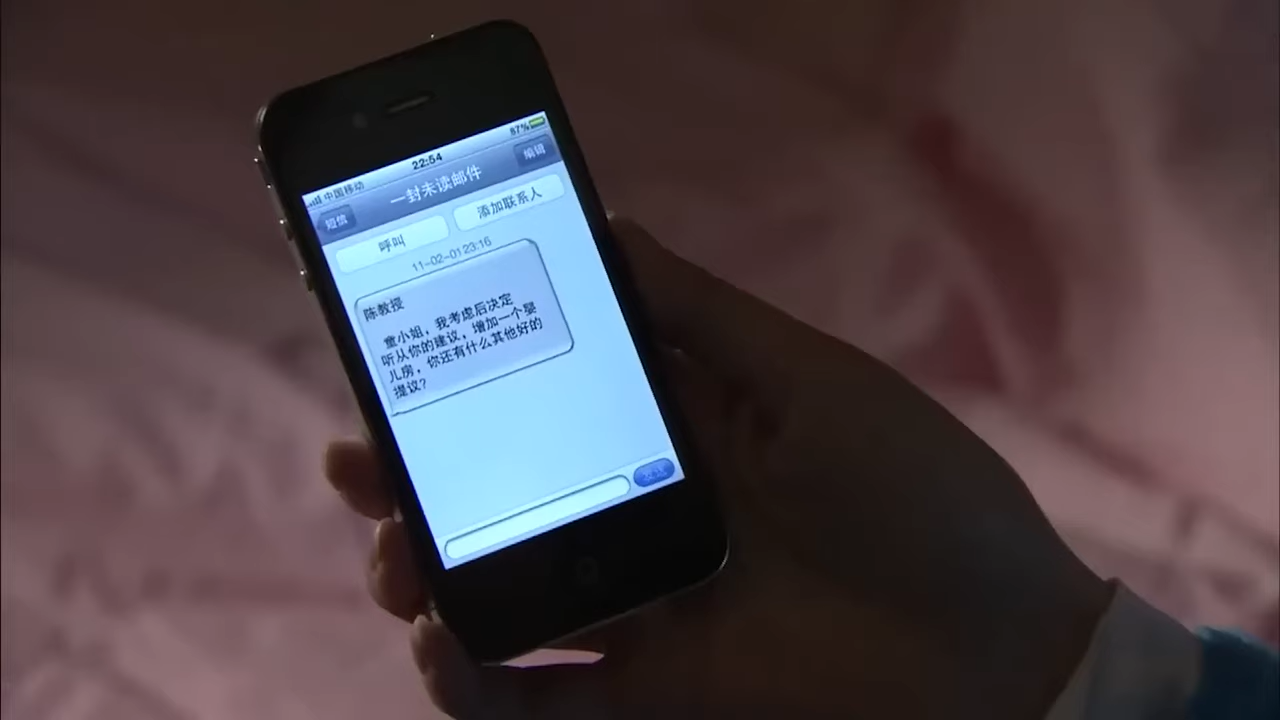 中国移动 22:54 87%
短信 一封未读邮件 编辑
呼叫 添加联系人
11-02-01 23:16
陈教授
童小姐，我考虑后决定
听从你的建议，增加一个婴
儿房，你还有什么其他好的
提议？
发送